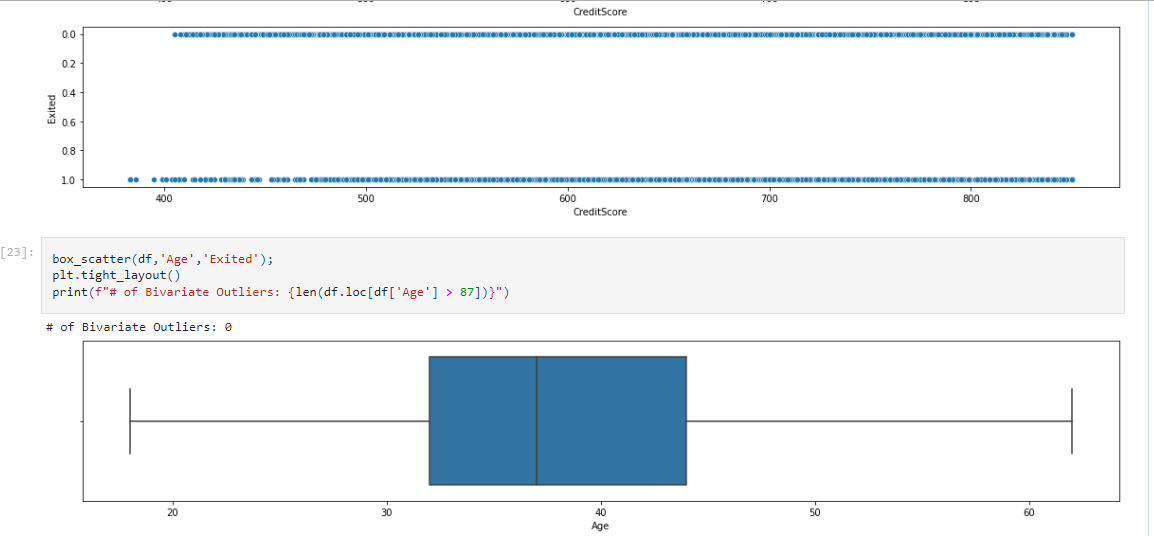 CreditScore
0.0
0.2
0.4
0.6
0.8
1.0
Exited
400 500 600 700 800
CreditScore
[23]:
box_scatter(df,'Age','Exited');
plt.tight_layout()
print(f"# of Bivariate Outliers: {len(df.loc[df['Age'] > 87])}")
# of Bivariate Outliers: 0
20 30 40 50 60
Age